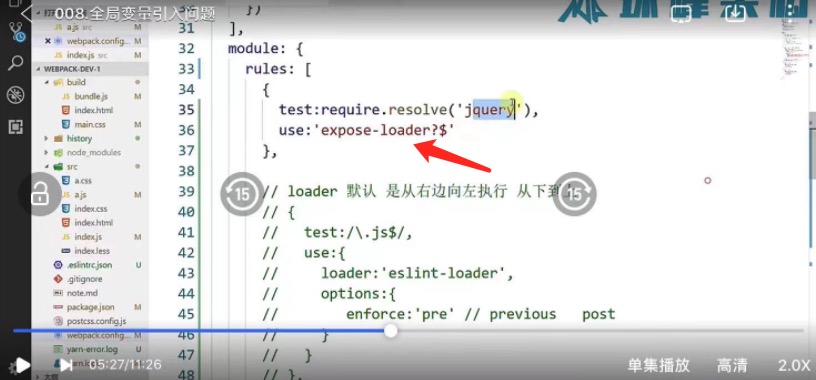 008.全局变量引入问题
a.js src
webpack.config... M
index.js src
WEBPACK-DEV-1
build
bundle.js
index.html
main.css
history
node_modules
src
a.css
a.js M
index.css
index.html
index.js M
index.less
.eslintrc.json U
.gitignore
note.md
package.json M
postcss.config.js
webpack.config... M
yarn-error.log U
30 })
31 ],
32 module: {
33 rules: [
34 {
35 test:require.resolve('jquery'),
36 use:'expose-loader?$'
37 },
38
39 // loader 默认 是从右边向左执行 从下到
40 // {
41 // test:/\.js$/,
42 // use:{
43 // loader:'eslint-loader',
44 // options:{
45 // enforce:'pre' // previous post
46 // }
47 // }
48 // },
15
15
05:27/11:26
单集播放
高清
2.0X